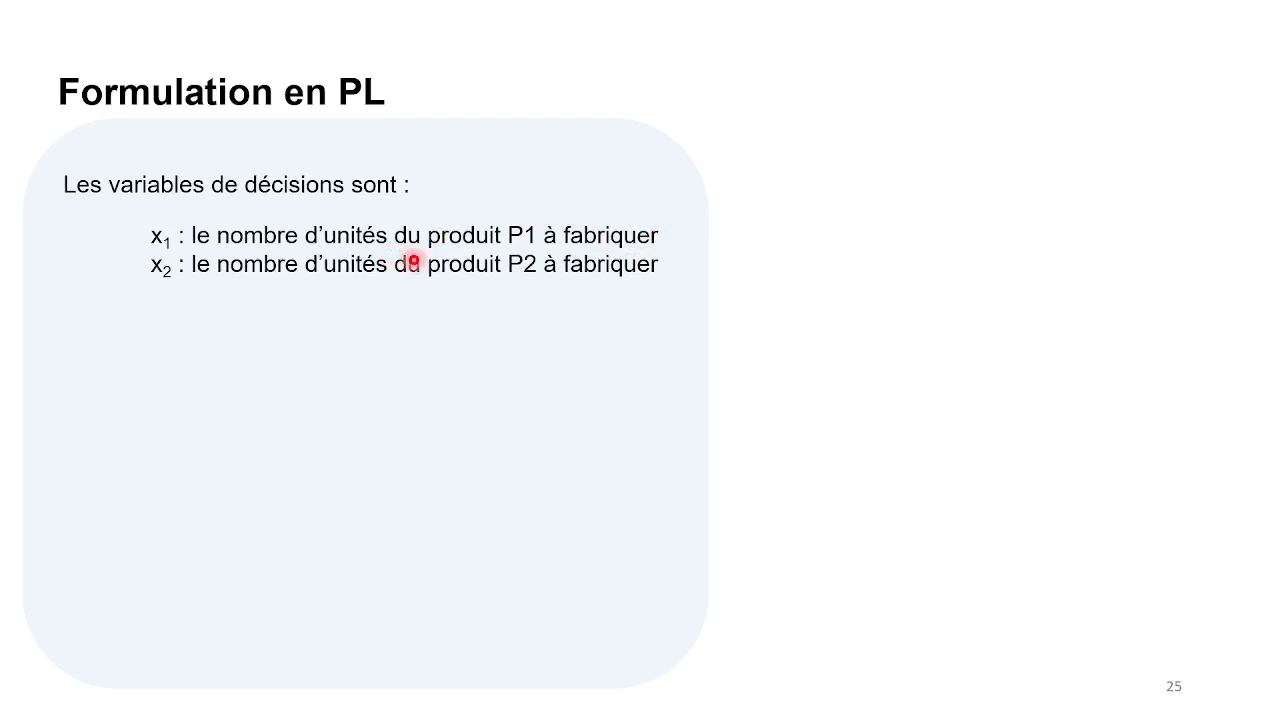 Formulation en PL
Les variables de décisions sont :
x₁ : le nombre d’unités du produit P1 à fabriquer
x₂ : le nombre d’unités du produit P2 à fabriquer
25